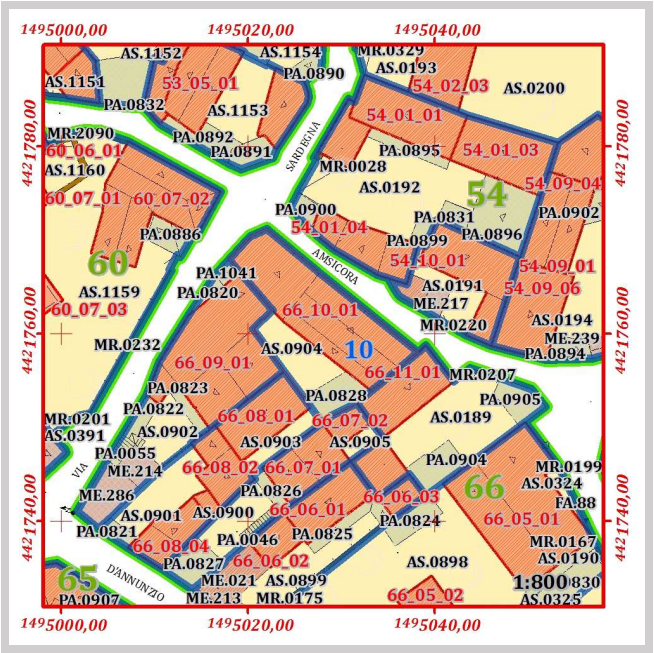 1495000,00 1495020,00 1495040,00
AS.1152 AS.1154 MR.0329
AS.1151 53_05_01 PA.0890 AS.0193 54_02_03 AS.0200
PA.0832 AS.1153 54_01_01
4421780,00 4421780,00
MR.2090 PA.0892
60_06_01 PA.0891 SARDEGNA PA.0895 54_01_03
AS.1160 MR.0028
60_07_01 60_07_02 AS.0192 54 54_09_04
PA.0900 PA.0831 PA.0902
PA.0886 54_01_04 PA.0899 PA.0896
60 AMSÍCORA 54_10_01 54_09_01
PA.1041
AS.1159 PA.0820 AS.0191 54_09_06
60_07_03 66_10_01 ME.217
MR.0220 AS.0194
4421760,00 4421760,00
MR.0232 AS.0904 10 ME.239
66_09_01 PA.0894
66_11_01 MR.0207
PA.0823 PA.0828 PA.0905
MR.0201 PA.0822 66_08_01 66_07_02 AS.0189
AS.0391 AS.0902 AS.0903 AS.0905
PA.0055 PA.0904
VIA ME.214 66_08_02 66_07_01 MR.0199
ME.286 PA.0826 66 AS.0324
66_06_03 FA.88
4421740,00 4421740,00
AS.0901 AS.0900 66_06_01 PA.0824 66_05_01
PA.0821 PA.0046 PA.0825 MR.0167
66_08_04 PA.0827 66_06_02 AS.0898 AS.0190
65 D'ANNUNZIO ME.021 AS.0899 1:800 0830
PA.0907 ME.213 MR.0175 66_05_02 AS.0325
1495000,00 1495020,00 1495040,00